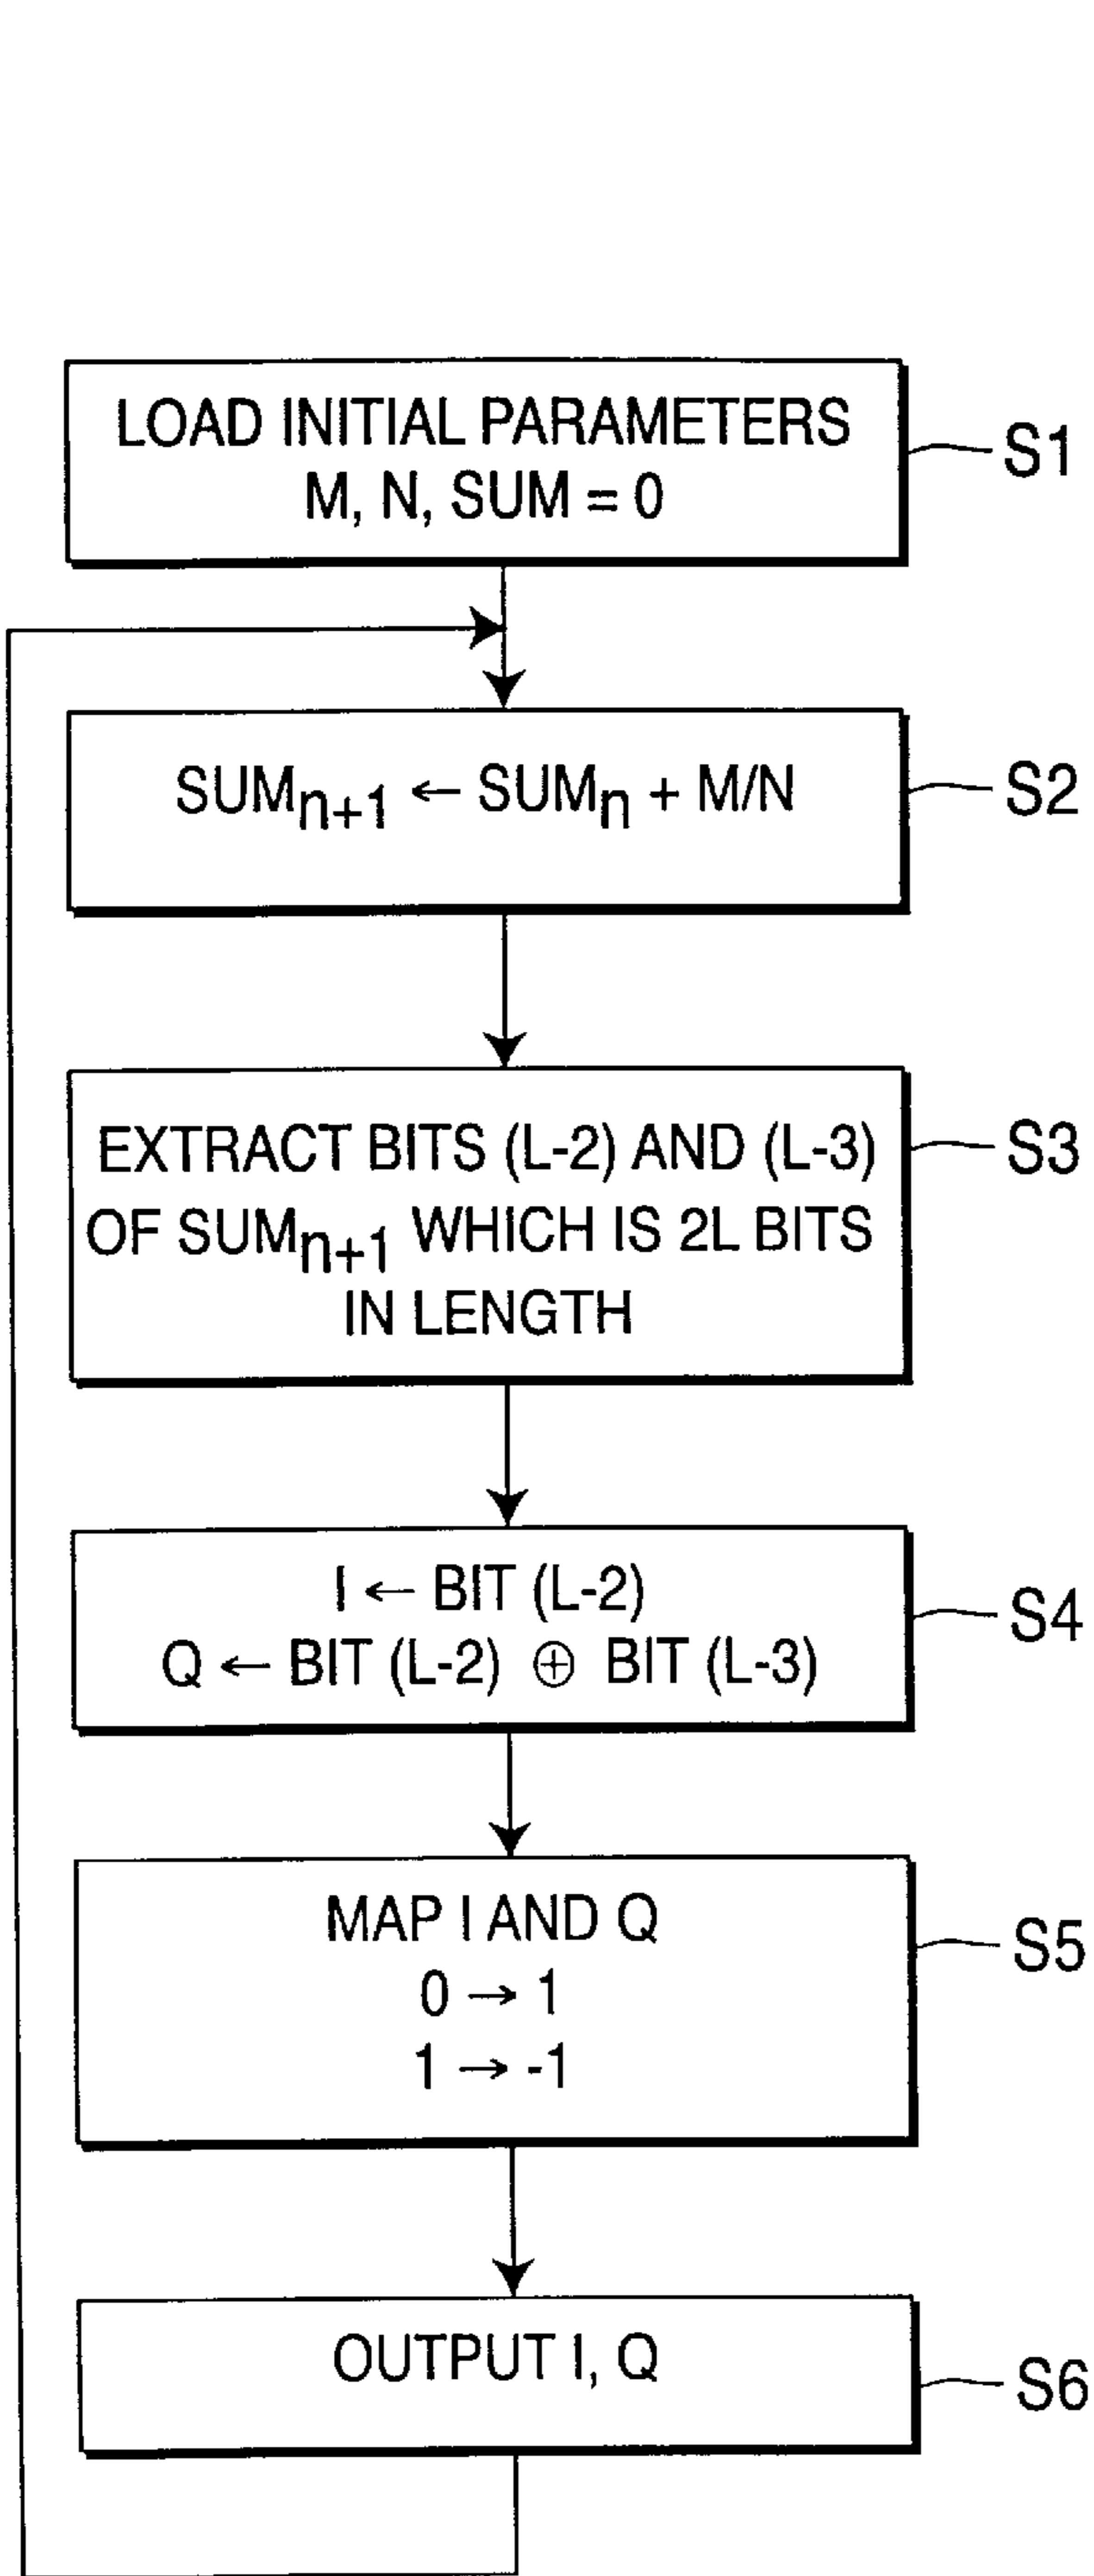 LOAD INITIAL PARAMETERS
M, N, SUM = 0
S1
SUMn+1 ← SUMn + M/N
S2
EXTRACT BITS (L-2) AND (L-3)
OF SUMn+1 WHICH IS 2L BITS
IN LENGTH
S3
I ← BIT (L-2)
Q ← BIT (L-2) ⊕ BIT (L-3)
S4
MAP I AND Q
0 → 1
1 → -1
S5
OUTPUT I, Q
S6